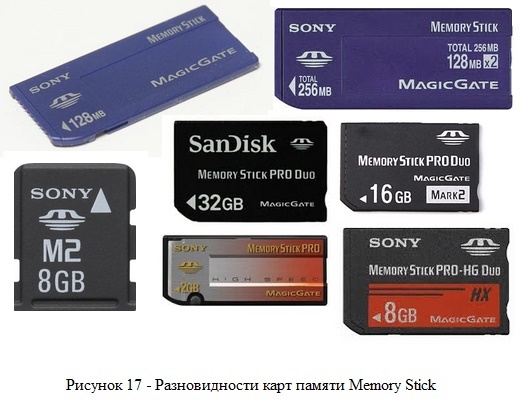 SONY
MEMORY STICK
128MB
MAGICGATE
SONY
MEMORY STICK
TOTAL 256MB
128MB x2
TOTAL
256MB
MAGICGATE
SONY
M2
8GB
SanDisk
MEMORY STICK PRO DUO
32GB
MAGICGATE
MEMORY STICK PRO DUO
MAGICGATE
16GB
MARK2
SONY
MEMORY STICK PRO
HIGH SPEED
2GB
MAGICGATE
SONY
MEMORY STICK PRO-HG DUO
HX
8GB
MAGICGATE
Рисунок 17 - Разновидности карт памяти Memory Stick